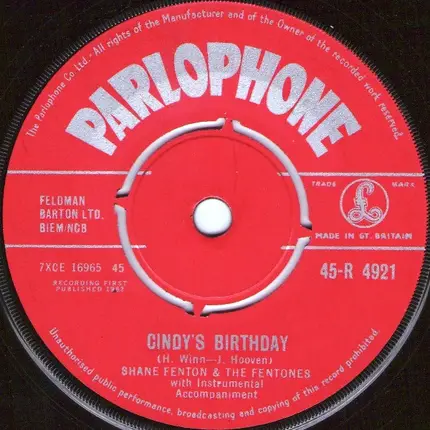 The Parlophone Co Ltd.- All rights of the Manufacturer and of the Owner of the recorded work reserved.
PARLOPHONE
FELDMAN
BARTON LTD.
BIEM/NCB
TRADE MARK
£
MADE IN GT. BRITAIN
7XCE 16965 45
45-R 4921
RECORDING FIRST
PUBLISHED 1962
CINDY'S BIRTHDAY
(H. Winn—J. Hooven)
SHANE FENTON & THE FENTONES
with Instrumental
Accompaniment
Unauthorised public performance, broadcasting and copying of this record prohibited.